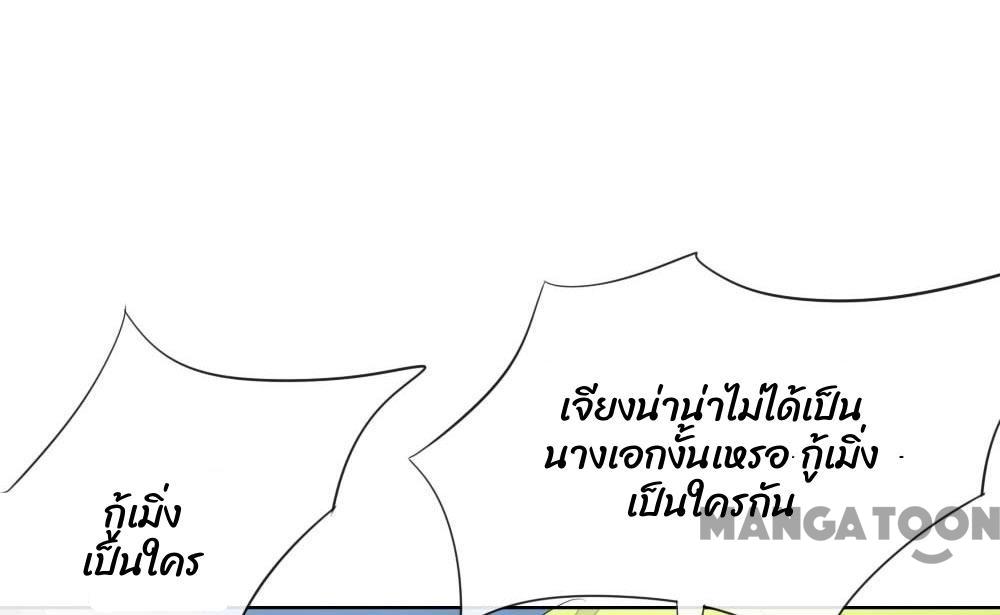 กู้เมิ่ง
เป็นใคร
เจียงน่าน่าไม่ได้เป็น
นางเอกงั้นเหรอ กู้เมิ่ง
เป็นใครกัน
MANGATOON